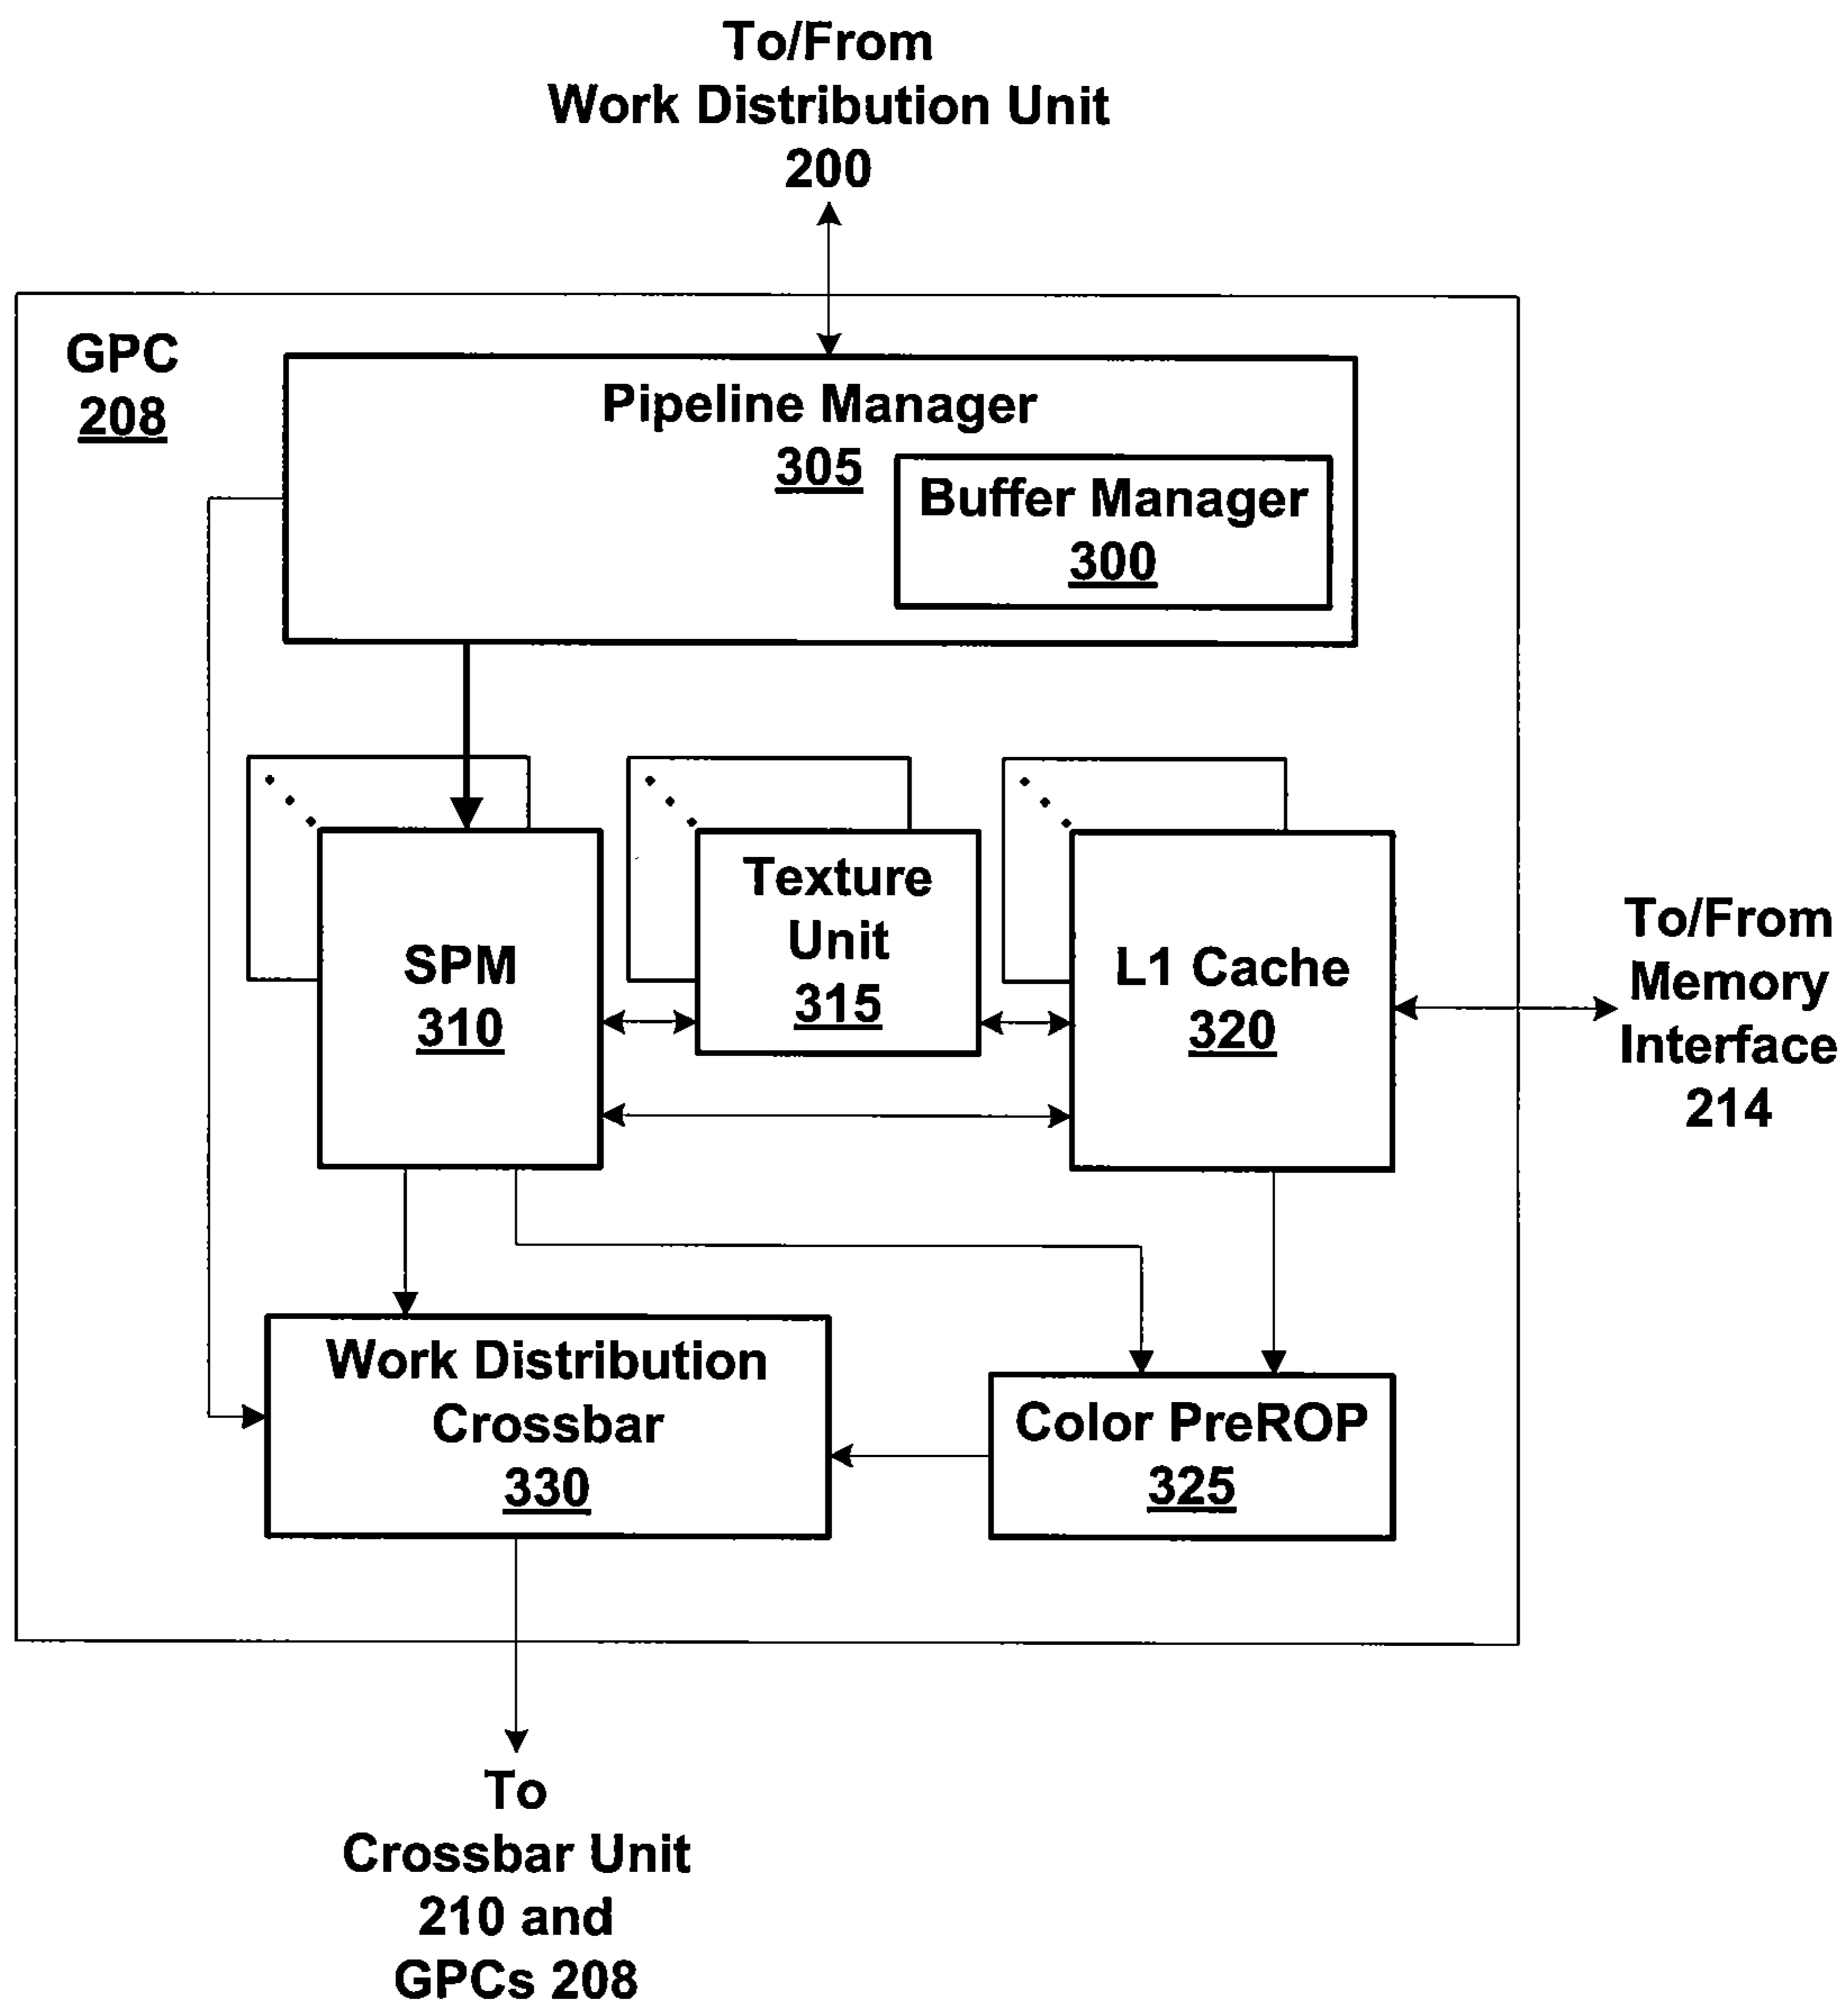 To/From
Work Distribution Unit
200
GPC
208
Pipeline Manager
305
Buffer Manager
300
SPM
310
Texture
Unit
315
L1 Cache
320
To/From
Memory
Interface
214
Work Distribution
Crossbar
330
Color PreROP
325
To
Crossbar Unit
210 and
GPCs 208